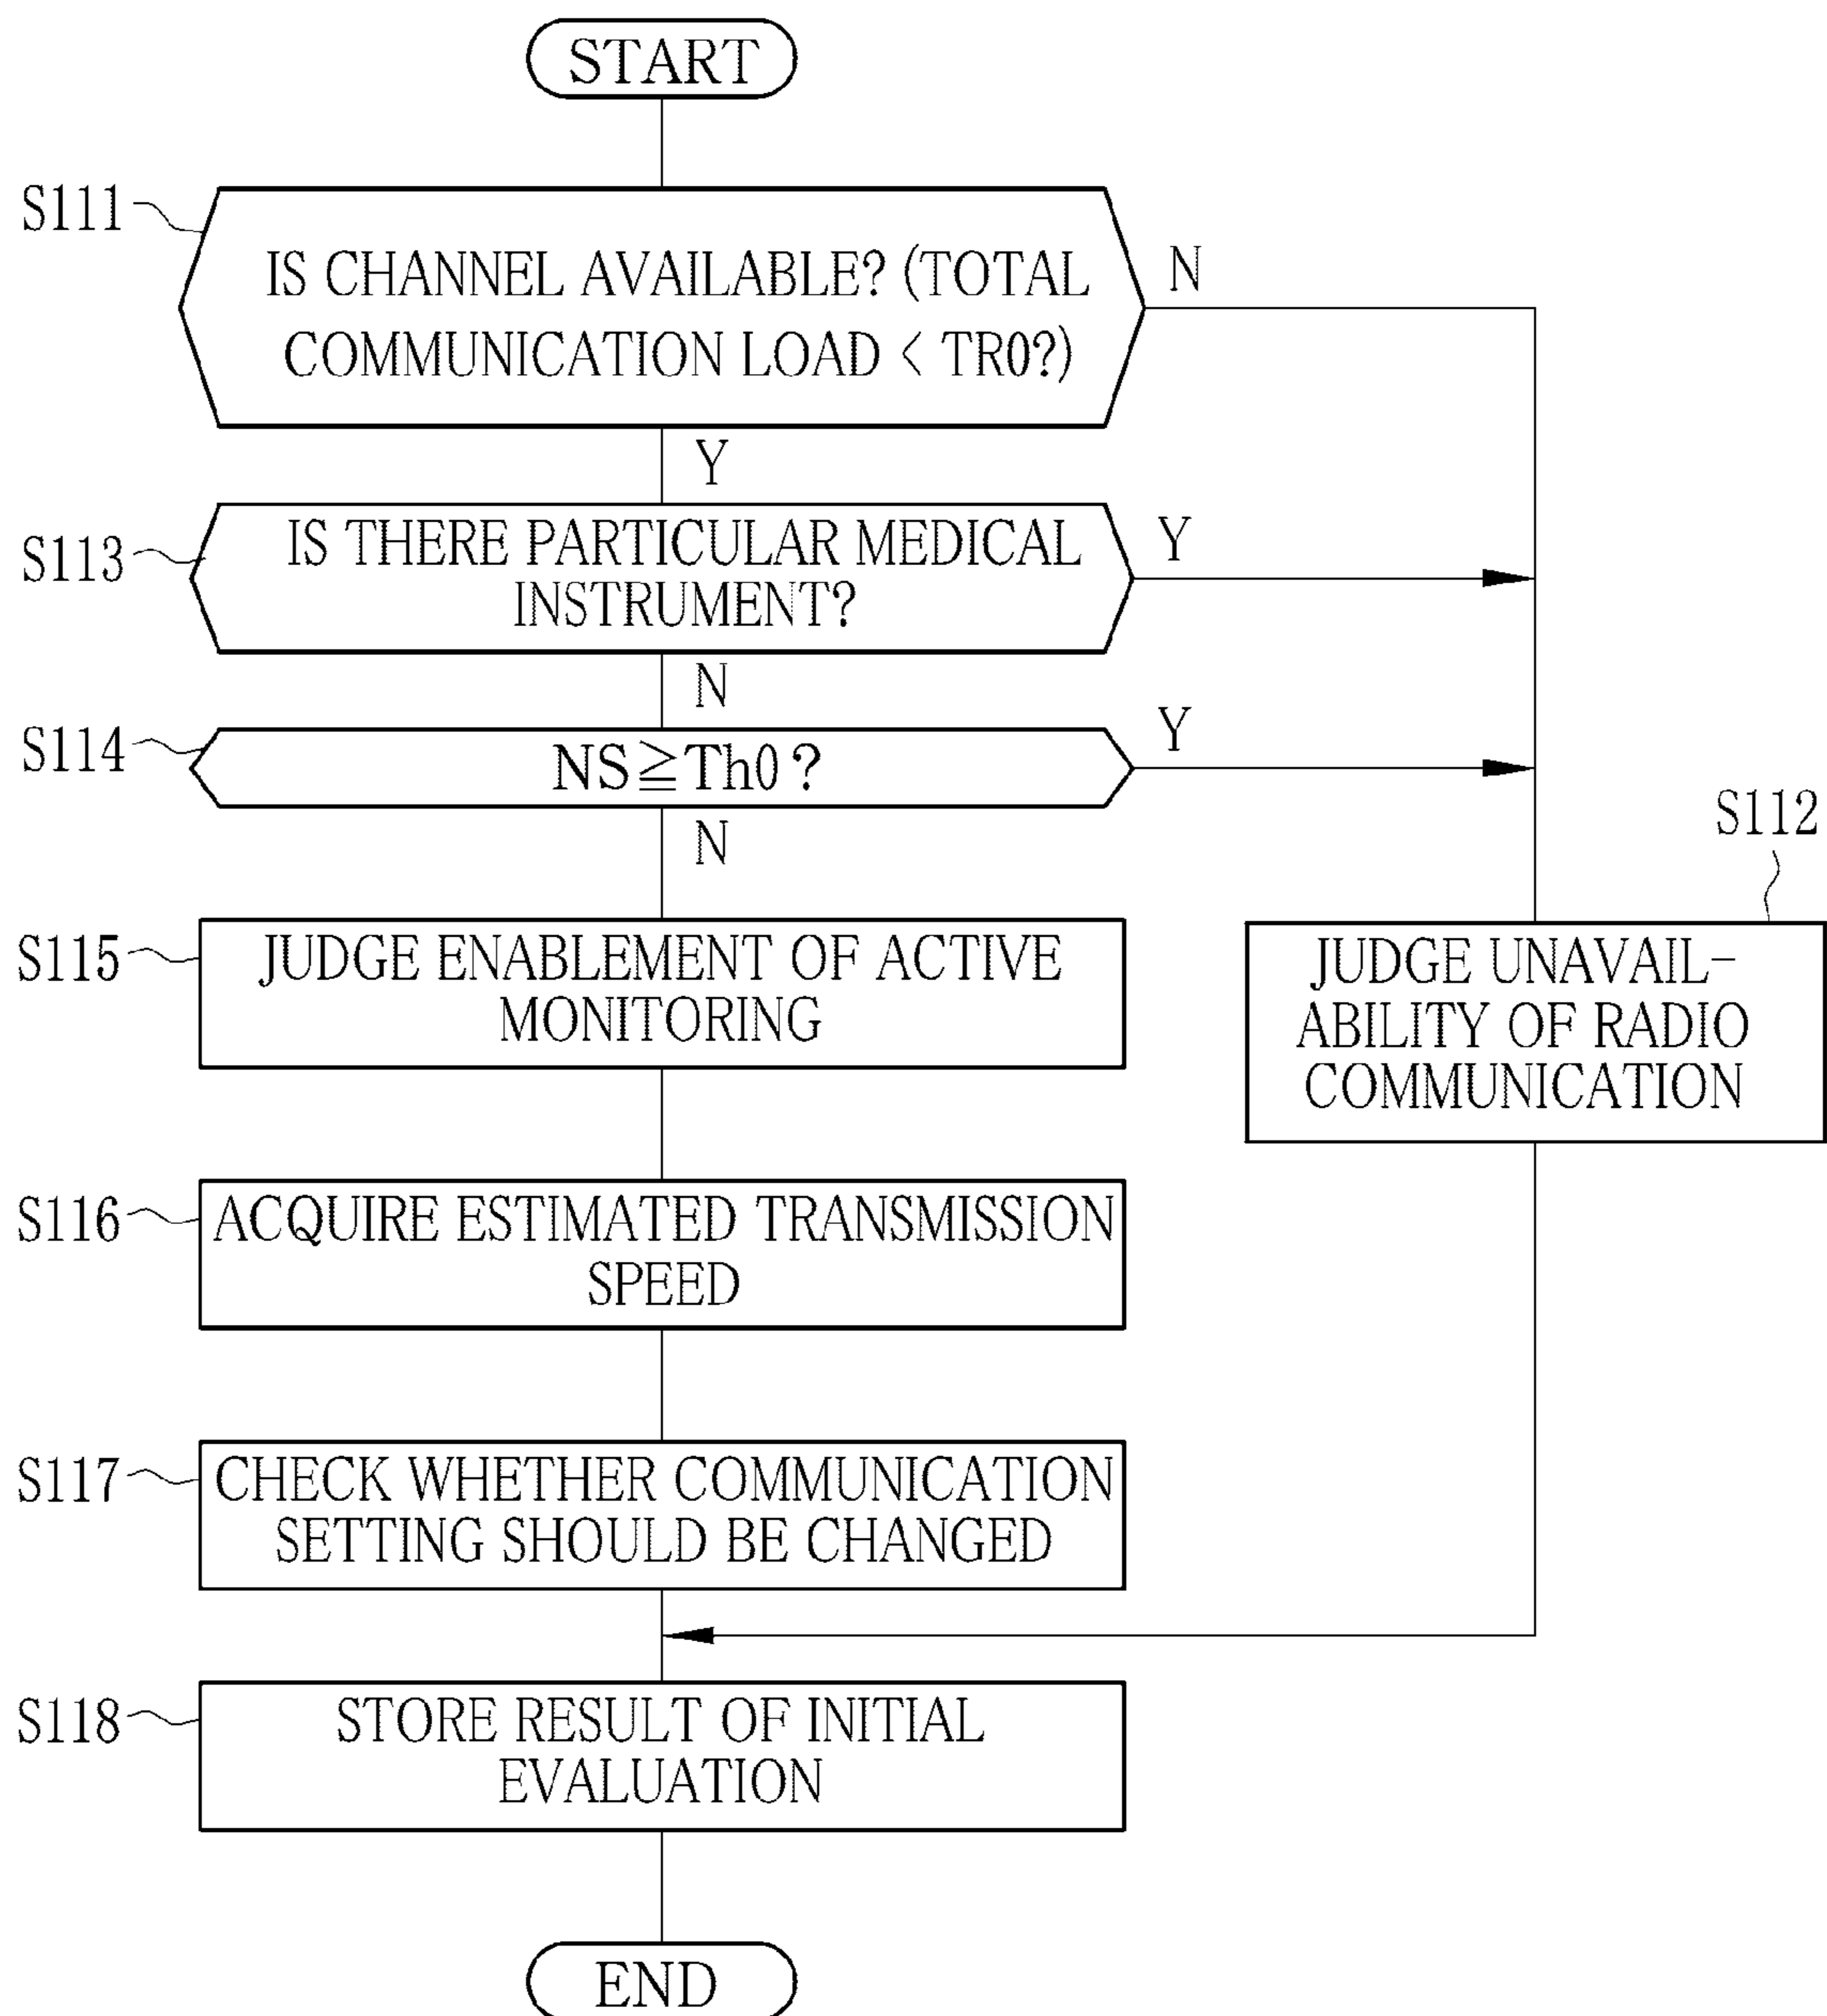 START
S111
IS CHANNEL AVAILABLE? (TOTAL
COMMUNICATION LOAD < TR0?)
N
Y
S113
IS THERE PARTICULAR MEDICAL
INSTRUMENT?
Y
N
S114
NS≧Th0?
Y
N
S112
JUDGE UNAVAIL-
ABILITY OF RADIO
COMMUNICATION
S115
JUDGE ENABLEMENT OF ACTIVE
MONITORING
S116
ACQUIRE ESTIMATED TRANSMISSION
SPEED
S117
CHECK WHETHER COMMUNICATION
SETTING SHOULD BE CHANGED
S118
STORE RESULT OF INITIAL
EVALUATION
END